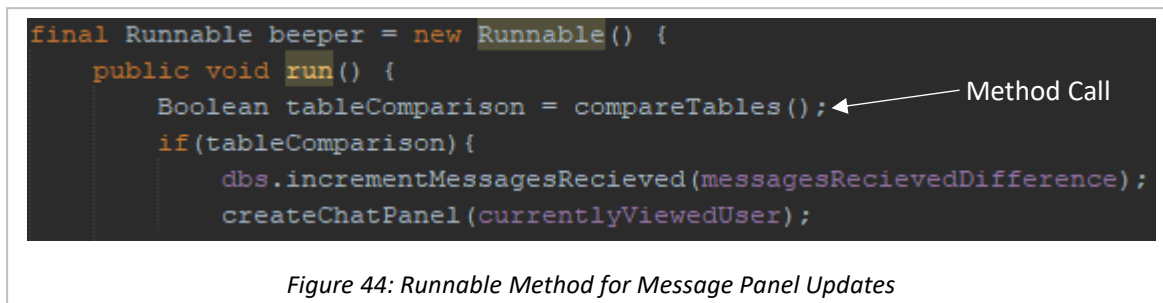 final Runnable beeper = new Runnable() {
public void run() {
Boolean tableComparison = compareTables();
Method Call
if(tableComparison){
dbs.incrementMessagesRecieved(messagesRecievedDifference);
createChatPanel(currentlyViewedUser);
Figure 44: Runnable Method for Message Panel Updates